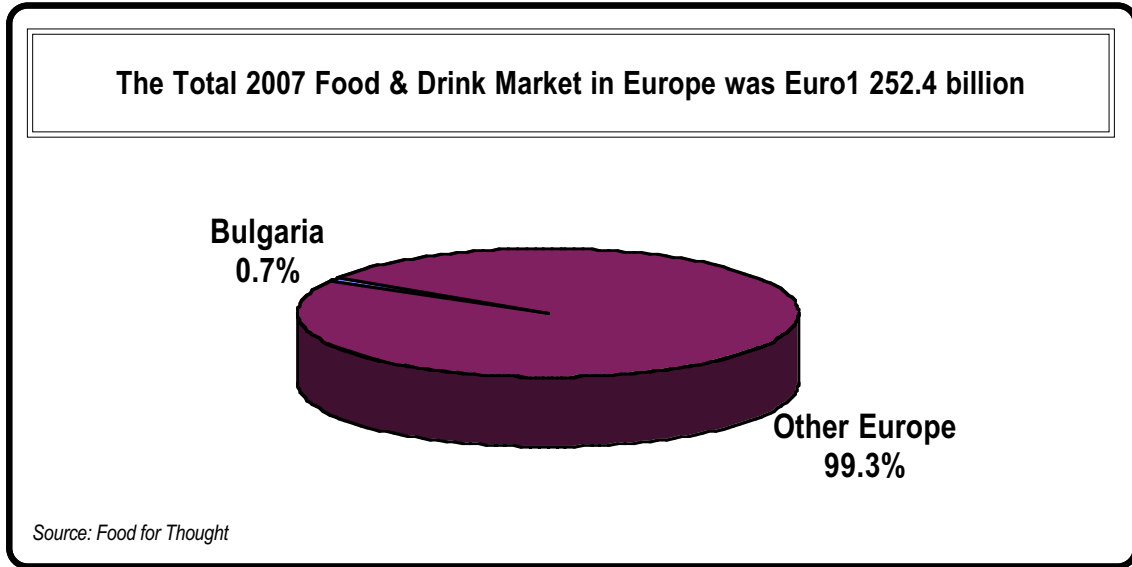 The Total 2007 Food & Drink Market in Europe was Euro1 252.4 billion
Bulgaria
0.7%
Other Europe
99.3%
Source: Food for Thought